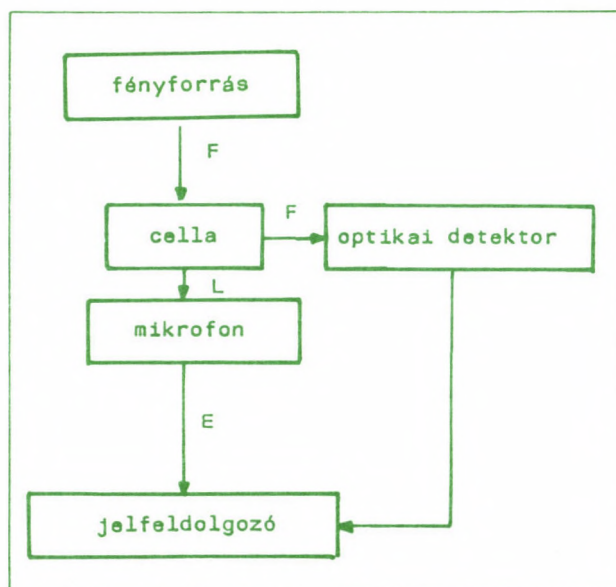 fényforrás
F
cella
F
optikai detektor
L
mikrofon
E
jelfeldolgozó